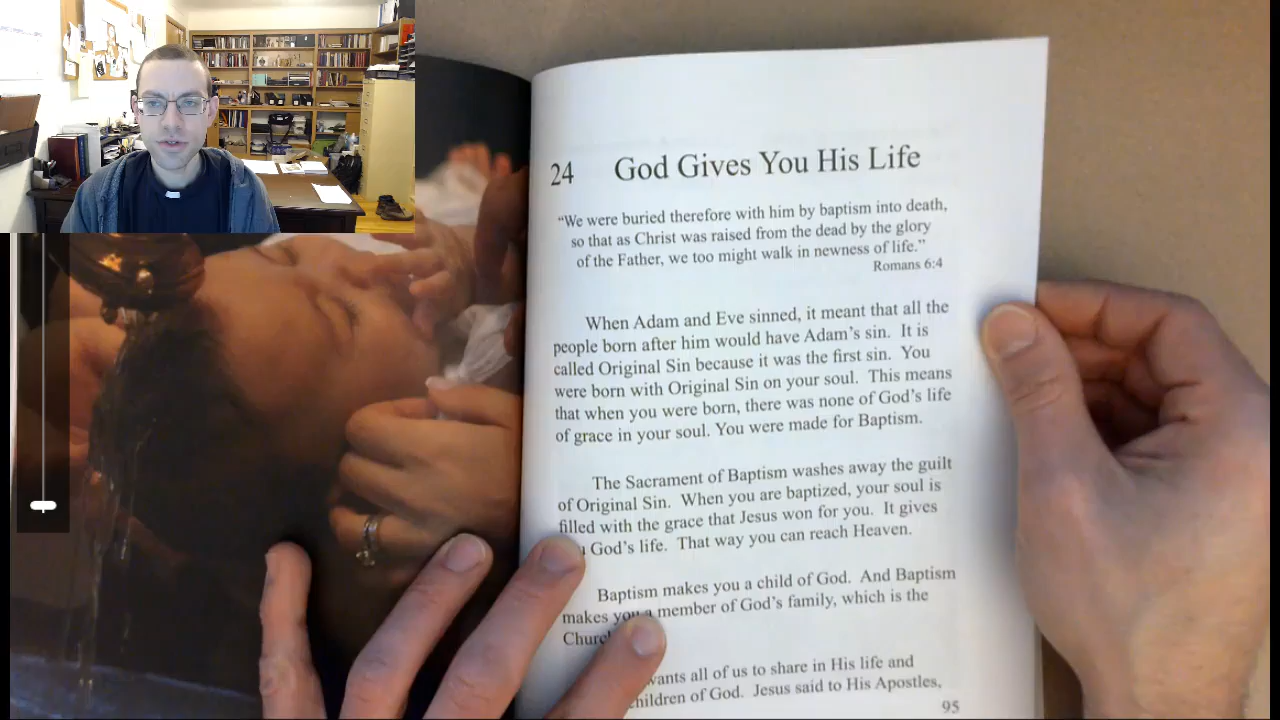 24 God Gives You His Life
“We were buried therefore with him by baptism into death,
so that as Christ was raised from the dead by the glory
of the Father, we too might walk in newness of life.”
Romans 6:4
When Adam and Eve sinned, it meant that all the
people born after him would have Adam’s sin. It is
called Original Sin because it was the first sin. You
were born with Original Sin on your soul. This means
that when you were born, there was none of God’s life
of grace in your soul. You were made for Baptism.
The Sacrament of Baptism washes away the guilt
of Original Sin. When you are baptized, your soul is
filled with the grace that Jesus won for you. It gives
God’s life. That way you can reach Heaven.
Baptism makes you a child of God. And Baptism
makes you a member of God’s family, which is the
Church
wants all of us to share in His life and
children of God. Jesus said to His Apostles,
95